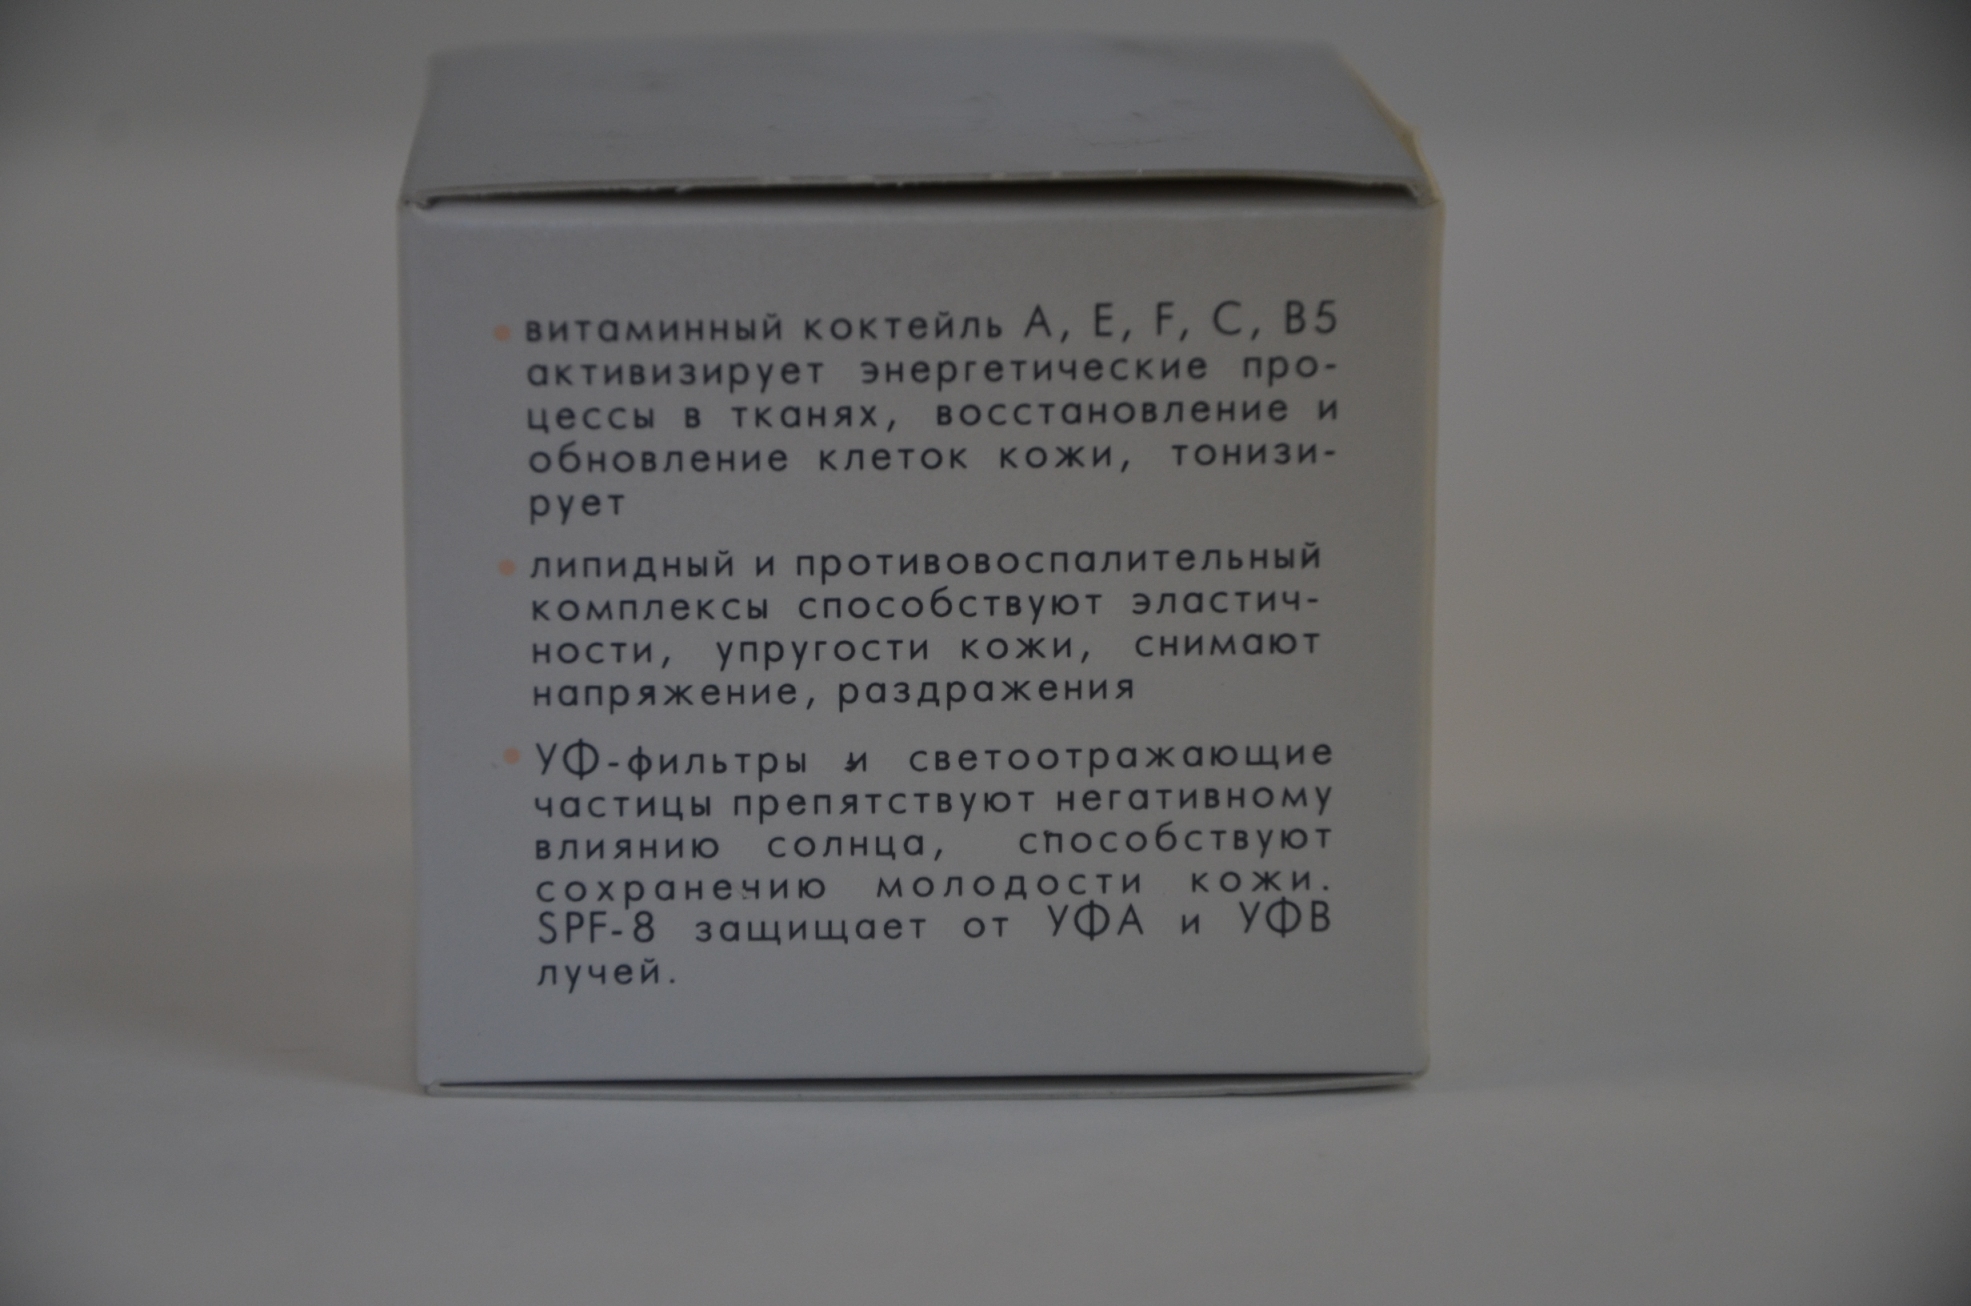 • витаминный коктейль А, Е, F, С, В5
активизирует энергетические про-
цессы в тканях, восстановление и
обновление клеток кожи, тонизи-
рует
• липидный и противовоспалительный
комплексы способствуют эластич-
ности, упругости кожи, снимают
напряжение, раздражения
• УФ-фильтры и светоотражающие
частицы препятствуют негативному
влиянию солнца, способствуют
сохранечию молодости кожи.
SPF-8 защищает от УФА и УФВ
лучей.